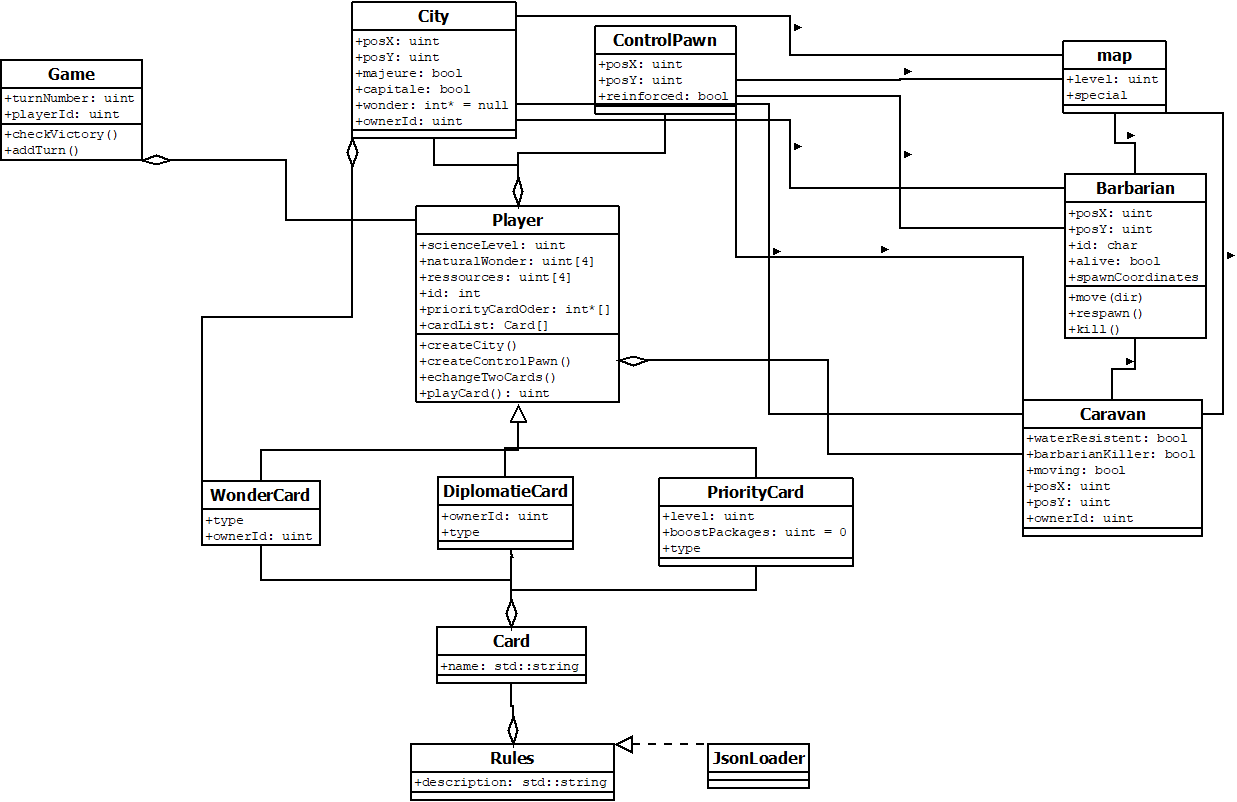 City
+posX: uint
+posY: uint
+majeure: bool
+capitale: bool
+wonder: int* = null
+ownerId: uint
ControlPawn
+posX: uint
+posY: uint
+reinforced: bool
map
+level: uint
+special
Game
+turnNumber: uint
+playerId: uint
+checkVictory()
+addTurn()
Barbarian
+posX: uint
+posY: uint
+id: char
+alive: bool
+spawnCoordinates
+move(dir)
+respawn()
+kill()
Player
+scienceLevel: uint
+naturalWonder: uint[4]
+ressources: uint[4]
+id: int
+priorityCardOder: int*[]
+cardList: Card[]
+createCity()
+createControlPawn()
+echangeTwoCards()
+playCard(): uint
Caravan
+waterResistent: bool
+barbarianKiller: bool
+moving: bool
+posX: uint
+posY: uint
+ownerId: uint
WonderCard
+type
+ownerId: uint
DiplomatieCard
+ownerId: uint
+type
PriorityCard
+level: uint
+boostPackages: uint = 0
+type
Card
+name: std::string
Rules
+description: std::string
JsonLoader